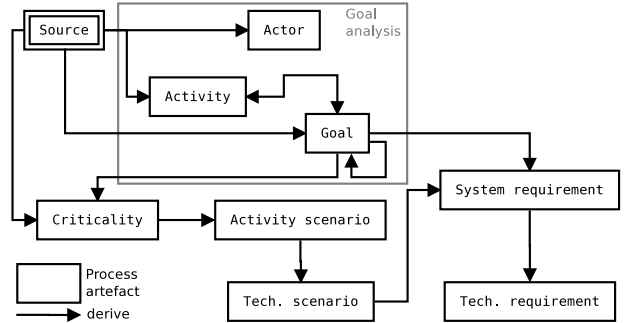 Source
Actor
Goal
analysis
Activity
Goal
System requirement
Criticality
Activity scenario
Tech. scenario
Tech. requirement
Process
artefact
derive